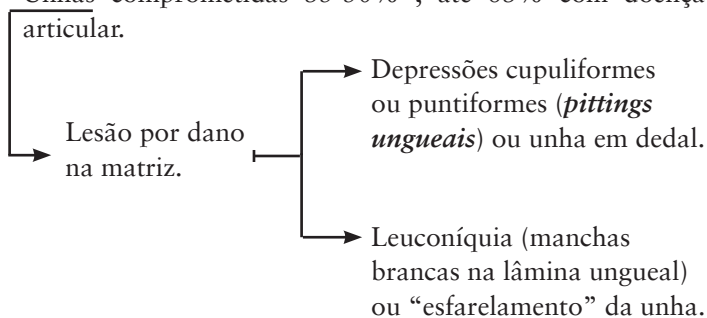 articular.
Depressões cupuliformes
ou puntiformes (pittings
ungueais) ou unha em dedal.
Lesão por dano
na matriz.
Leuconíquia (manchas
brancas na lâmina ungueal)
ou “esfarelamento” da unha.